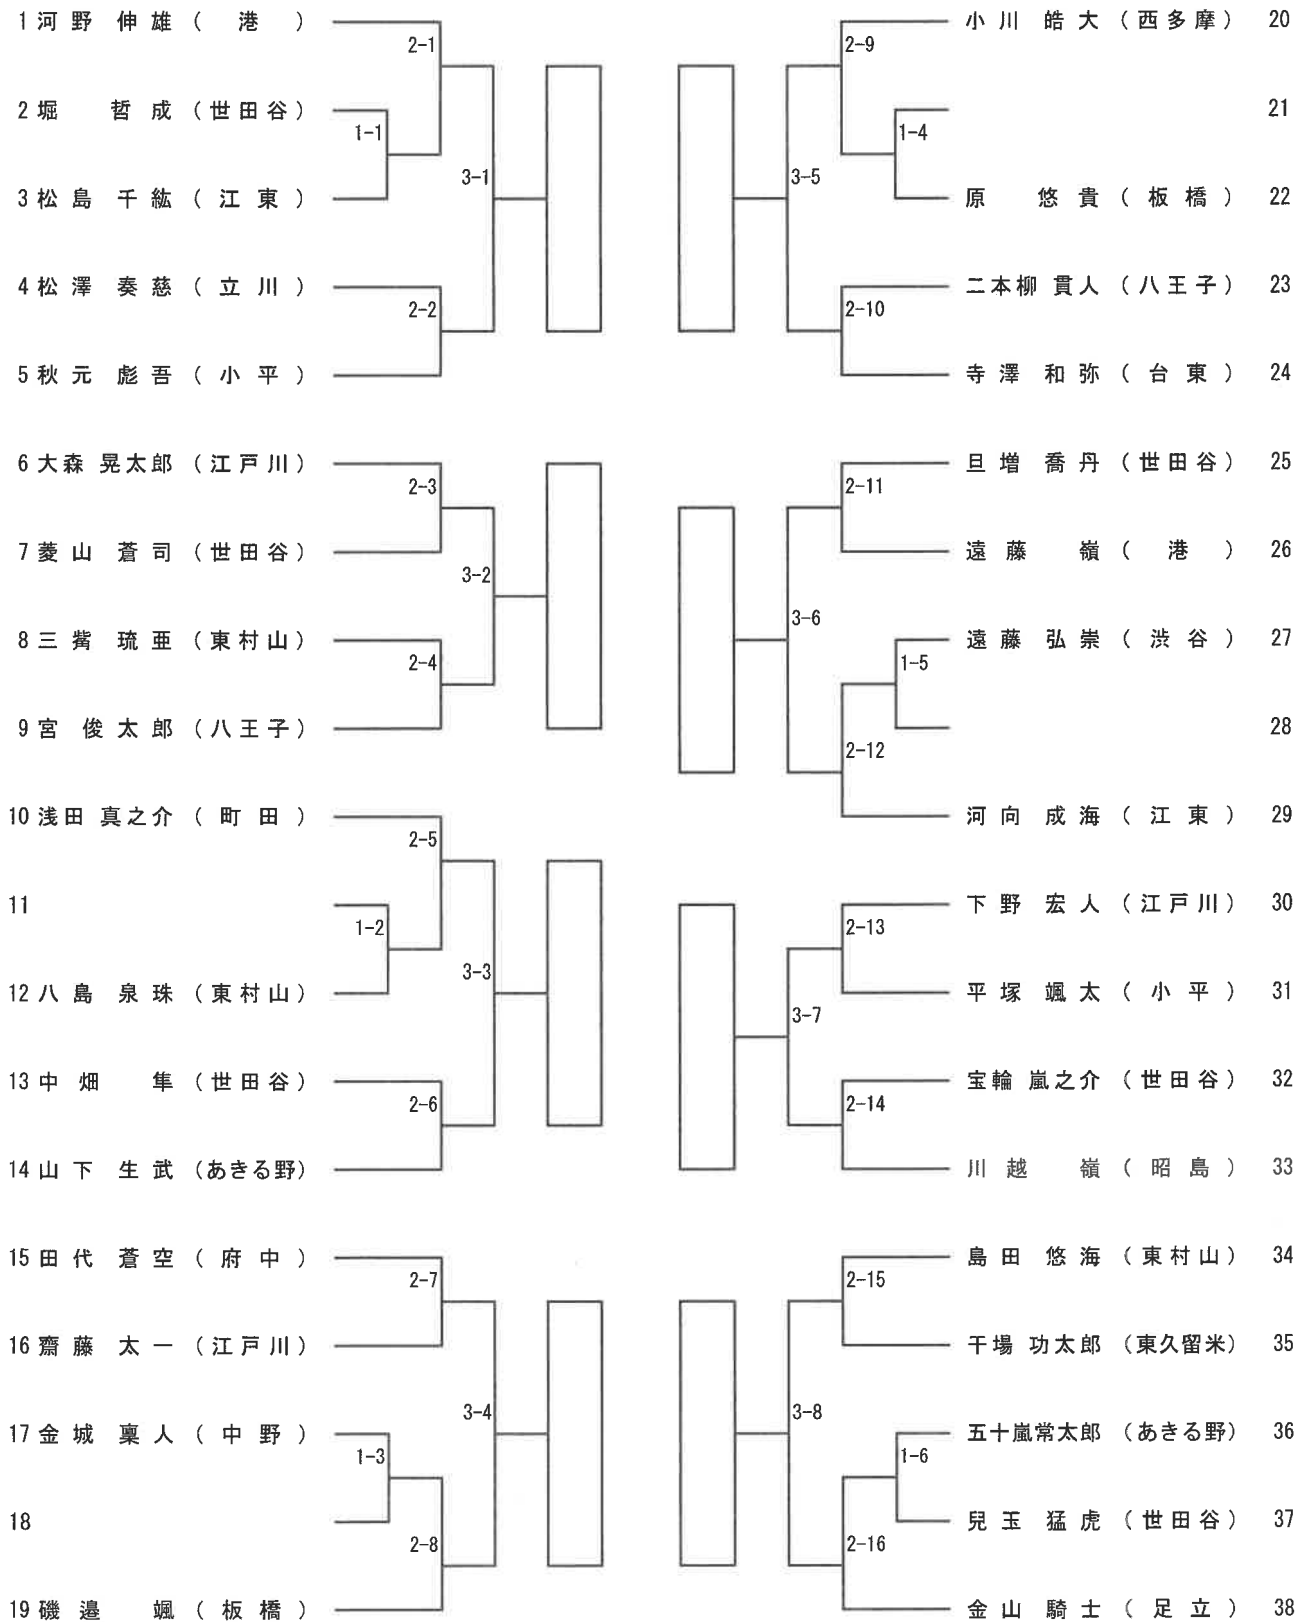 1 河野 伸雄 ( 港 )
2-1
2 堀 哲成 (世田谷)
1-1
3 松島 千紘 (江東)
3-1
4 松澤 奏慈 (立川)
2-2
5 秋元 彪吾 (小平)
6 大森 晃太郎 (江戸川)
2-3
7 菱山 蒼司 (世田谷)
3-2
8 三觜 琉亜 (東村山)
2-4
9 宮 俊太郎 (八王子)
10 浅田 真之介 (町田)
2-5
11
1-2
12 八島 泉珠 (東村山)
3-3
13 中畑 隼 (世田谷)
2-6
14 山下 生武 (あきる野)
15 田代 蒼空 (府中)
2-7
16 齋藤 太一 (江戸川)
3-4
17 金城 稟人 (中野)
1-3
18
2-8
19 磯邉 颯 (板橋)
小川 皓大 (西多摩) 20
2-9
21
1-4
3-5
原 悠貴 (板橋) 22
二本柳 貫人 (八王子) 23
2-10
寺澤 和弥 (台東) 24
旦増 喬丹 (世田谷) 25
2-11
遠藤 嶺 ( 港 ) 26
3-6
遠藤 弘崇 (渋谷) 27
1-5
28
2-12
河向 成海 (江東) 29
下野 宏人 (江戸川) 30
2-13
平塚 颯太 (小平) 31
3-7
宝輪 嵐之介 (世田谷) 32
2-14
川越 嶺 (昭島) 33
島田 悠海 (東村山) 34
2-15
干場 功太郎 (東久留米) 35
3-8
五十嵐常太郎 (あきる野) 36
1-6
兒玉 猛虎 (世田谷) 37
2-16
金山 騎士 (足立) 38